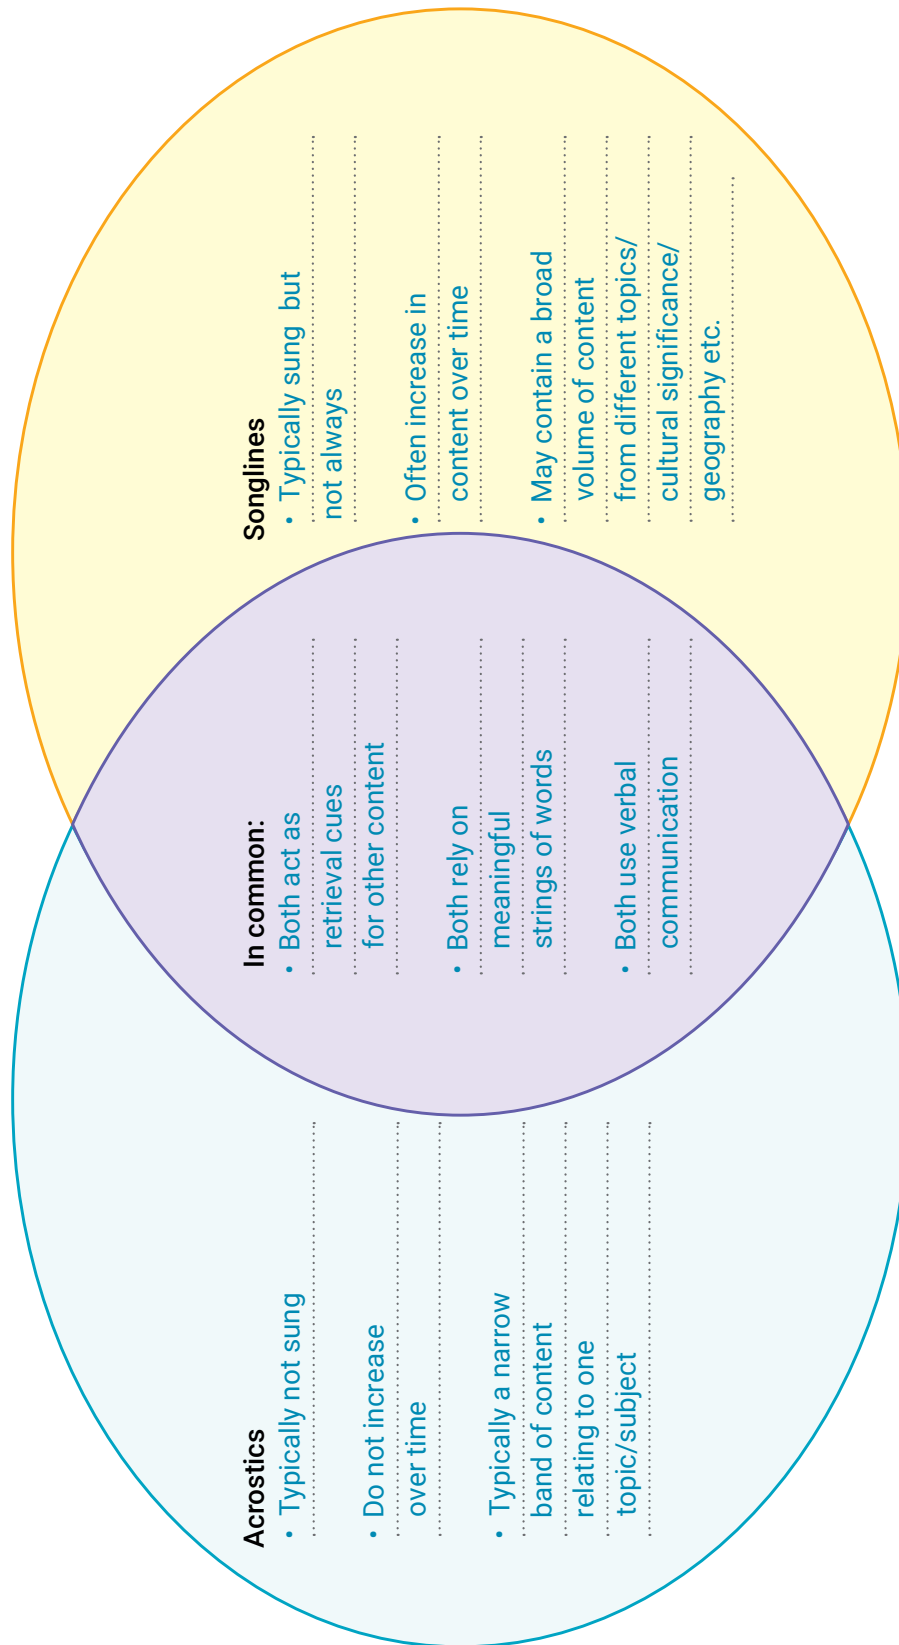 Acrostics
• Typically not sung
• Do not increase
over time
• Typically a narrow
band of content
relating to one
topic/subject
In common:
• Both act as
retrieval cues
for other content
• Both rely on
meaningful
strings of words
• Both use verbal
communication
Songlines
• Typically sung but
not always
• Often increase in
content over time
• May contain a broad
volume of content
from different topics/
cultural significance/
geography etc.